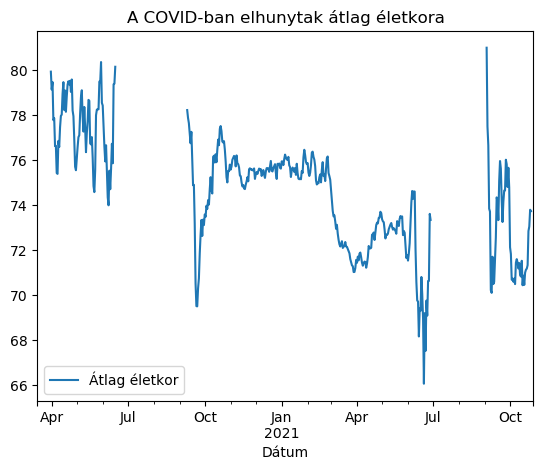 A COVID-ban elhunytak átlag életkora
80
78
76
74
72
70
68
66
Átlag életkor
Apr Jul Oct Jan Apr Jul Oct
2021
Dátum